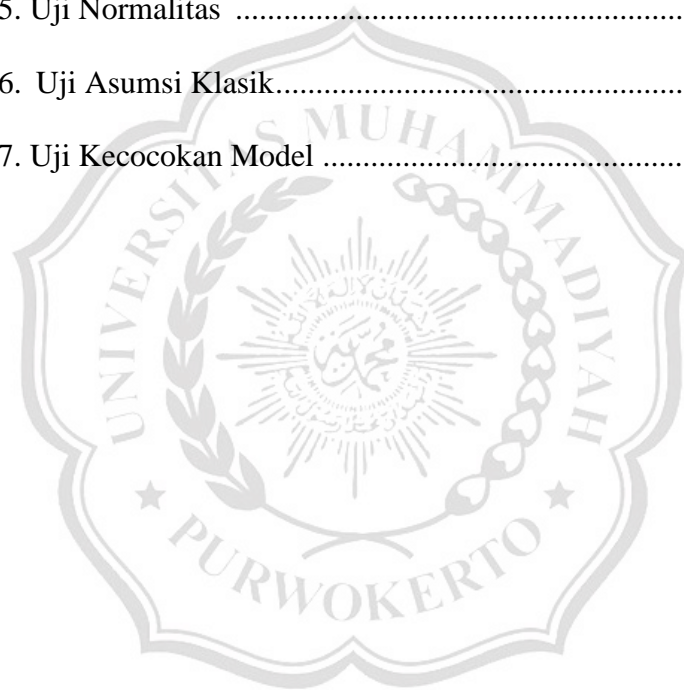 5. Uji Normalitas ......................................................
6. Uji Asumsi Klasik.................................................
7. Uji Kecocokan Model ...........................................
UNIVERSITAS MUHAMMADIYAH
PURWOKERTO